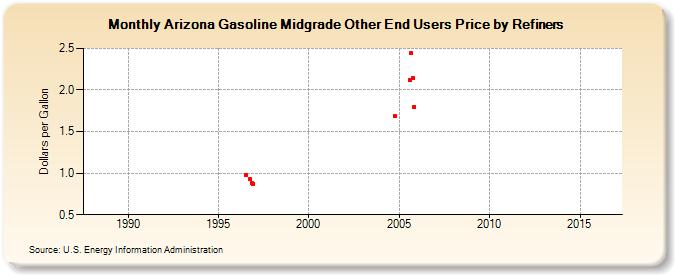 Monthly Arizona Gasoline Midgrade Other End Users Price by Refiners
Dollars per Gallon
2.5
2.0
1.5
1.0
0.5
1990 1995 2000 2005 2010 2015
Source: U.S. Energy Information Administration